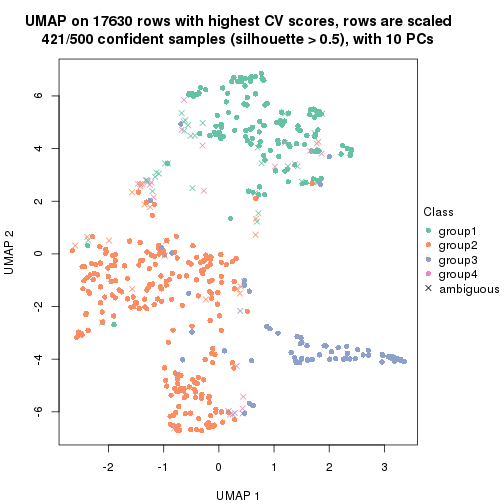 UMAP on 17630 rows with highest CV scores, rows are scaled
421/500 confident samples (silhouette > 0.5), with 10 PCs
6
4
2
0
-2
-4
-6
UMAP 2
-2
-1
0
1
2
3
UMAP 1
Class
group1
group2
group3
group4
ambiguous